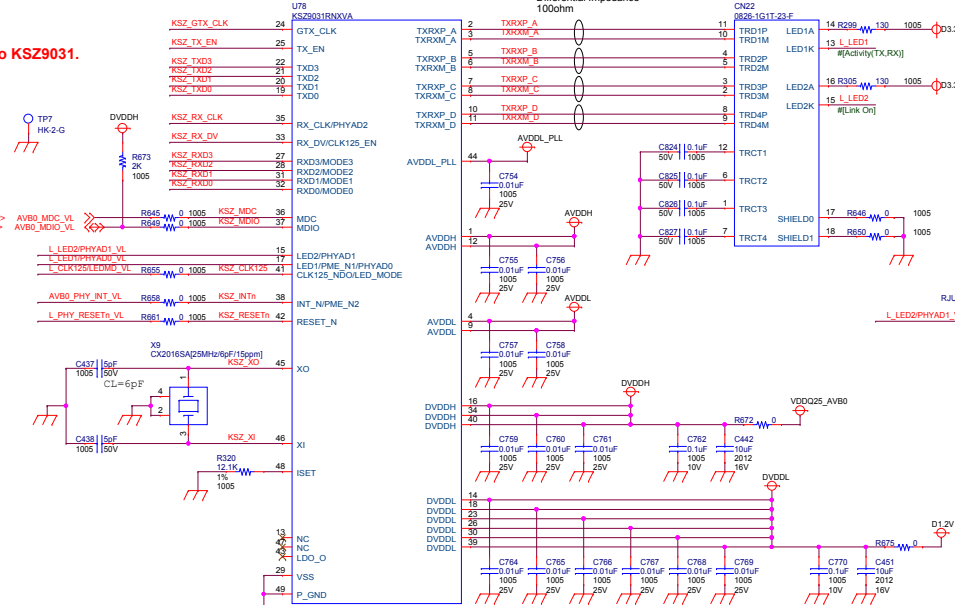 Differential Impedance
100ohm
o KSZ9031.
TP7
HK-2-G
DVDDH
R673
2K
1005
U78
KSZ9031RNXVA
KSZ_GTX_CLK 24 GTX_CLK
KSZ_TX_EN 25 TX_EN
KSZ_TXD3 22 TXD3
KSZ_TXD2 21 TXD2
KSZ_TXD1 20 TXD1
KSZ_TXD0 19 TXD0
KSZ_RX_CLK 35 RX_CLK/PHYAD2
KSZ_RX_DV 33 RX_DV/CLK125_EN
KSZ_RXD3 27 RXD3/MODE3
KSZ_RXD2 28 RXD2/MODE2
KSZ_RXD1 31 RXD1/MODE1
KSZ_RXD0 32 RXD0/MODE0
AVB0_MDC_VL R645 0 1005 KSZ_MDC 36 MDC
AVB0_MDIO_VL R649 0 1005 KSZ_MDIO 37 MDIO
L_LED2/PHYAD1_VL 15 LED2/PHYAD1
L_LED1/PHYAD0_VL 17 LED1/PME_N1/PHYAD0
L_CLK125/LEDMD_VL R655 0 1005 KSZ_CLK125 41 CLK125_NDO/LED_MODE
AVB0_PHY_INT_VL R658 0 1005 KSZ_INTn 38 INT_N/PME_N2
L_PHY_RESETn_VL R661 0 1005 KSZ_RESETn 42 RESET_N
X9
CX2016SA[25MHz/6pF/15ppm]
C437 5pF
1005 50V
CL=6pF
KSZ_XO 45 XO
1
4
2
3
C438 5pF
1005 50V
KSZ_XI 46 XI
R320
12.1K
1%
1005
48 ISET
13 NC
NC
LDO_O
29 VSS
49 P_GND
TXRXP_A 2 TXRXP_A 11 TRD1P
TXRXM_A 3 TXRXM_A 10 TRD1M
TXRXP_B 5 TXRXP_B 4 TRD2P
TXRXM_B 6 TXRXM_B 5 TRD2M
TXRXP_C 7 TXRXP_C 3 TRD3P
TXRXM_C 8 TXRXM_C 2 TRD3M
TXRXP_D 10 TXRXP_D 8 TRD4P
TXRXM_D 11 TXRXM_D 9 TRD4M
CN22
0826-1G1T-23-F
LED1A 14 R299 130 1005 D3.
LED1K 13 L_LED1
#[Activity(TX,RX)]
LED2A 16 R305 130 1005 D3.
LED2K 15 L_LED2
#[Link On]
C824 0.1uF 12 TRCT1
50V 1005
C825 0.1uF 6 TRCT2
50V 1005
C826 0.1uF 1 TRCT3
50V 1005
C827 0.1uF 7 TRCT4
50V 1005
SHIELD0 17 R646 0 1005
SHIELD1 18 R650 0 1005
AVDDL_PLL 44 AVDDL_PLL
C754
0.01uF
1005
25V
AVDDH 1 AVDDH
AVDDH 12
C755 C756
0.01uF 0.01uF
1005 1005
25V 25V
AVDDL 4 AVDDL
AVDDL 9
C757 C758
0.01uF 0.01uF
1005 1005
25V 25V
RJU
L_LED2/PHYAD1_
DVDDH 16 DVDDH
DVDDH 34
DVDDH 40
R672 0 VDDQ25_AVB0
C759 C760 C761 C762 C442
0.01uF 0.01uF 0.01uF 0.1uF 10uF
1005 1005 1005 1005 2012
25V 25V 25V 10V 16V
DVDDL 14 DVDDL
DVDDL 18
DVDDL 23
DVDDL 26
DVDDL 30
DVDDL 39
R675 0 D1.2V
C764 C765 C766 C767 C768 C769 C770 C451
0.01uF 0.01uF 0.01uF 0.01uF 0.01uF 0.01uF 0.1uF 10uF
1005 1005 1005 1005 1005 1005 1005 2012
25V 25V 25V 25V 25V 25V 10V 16V